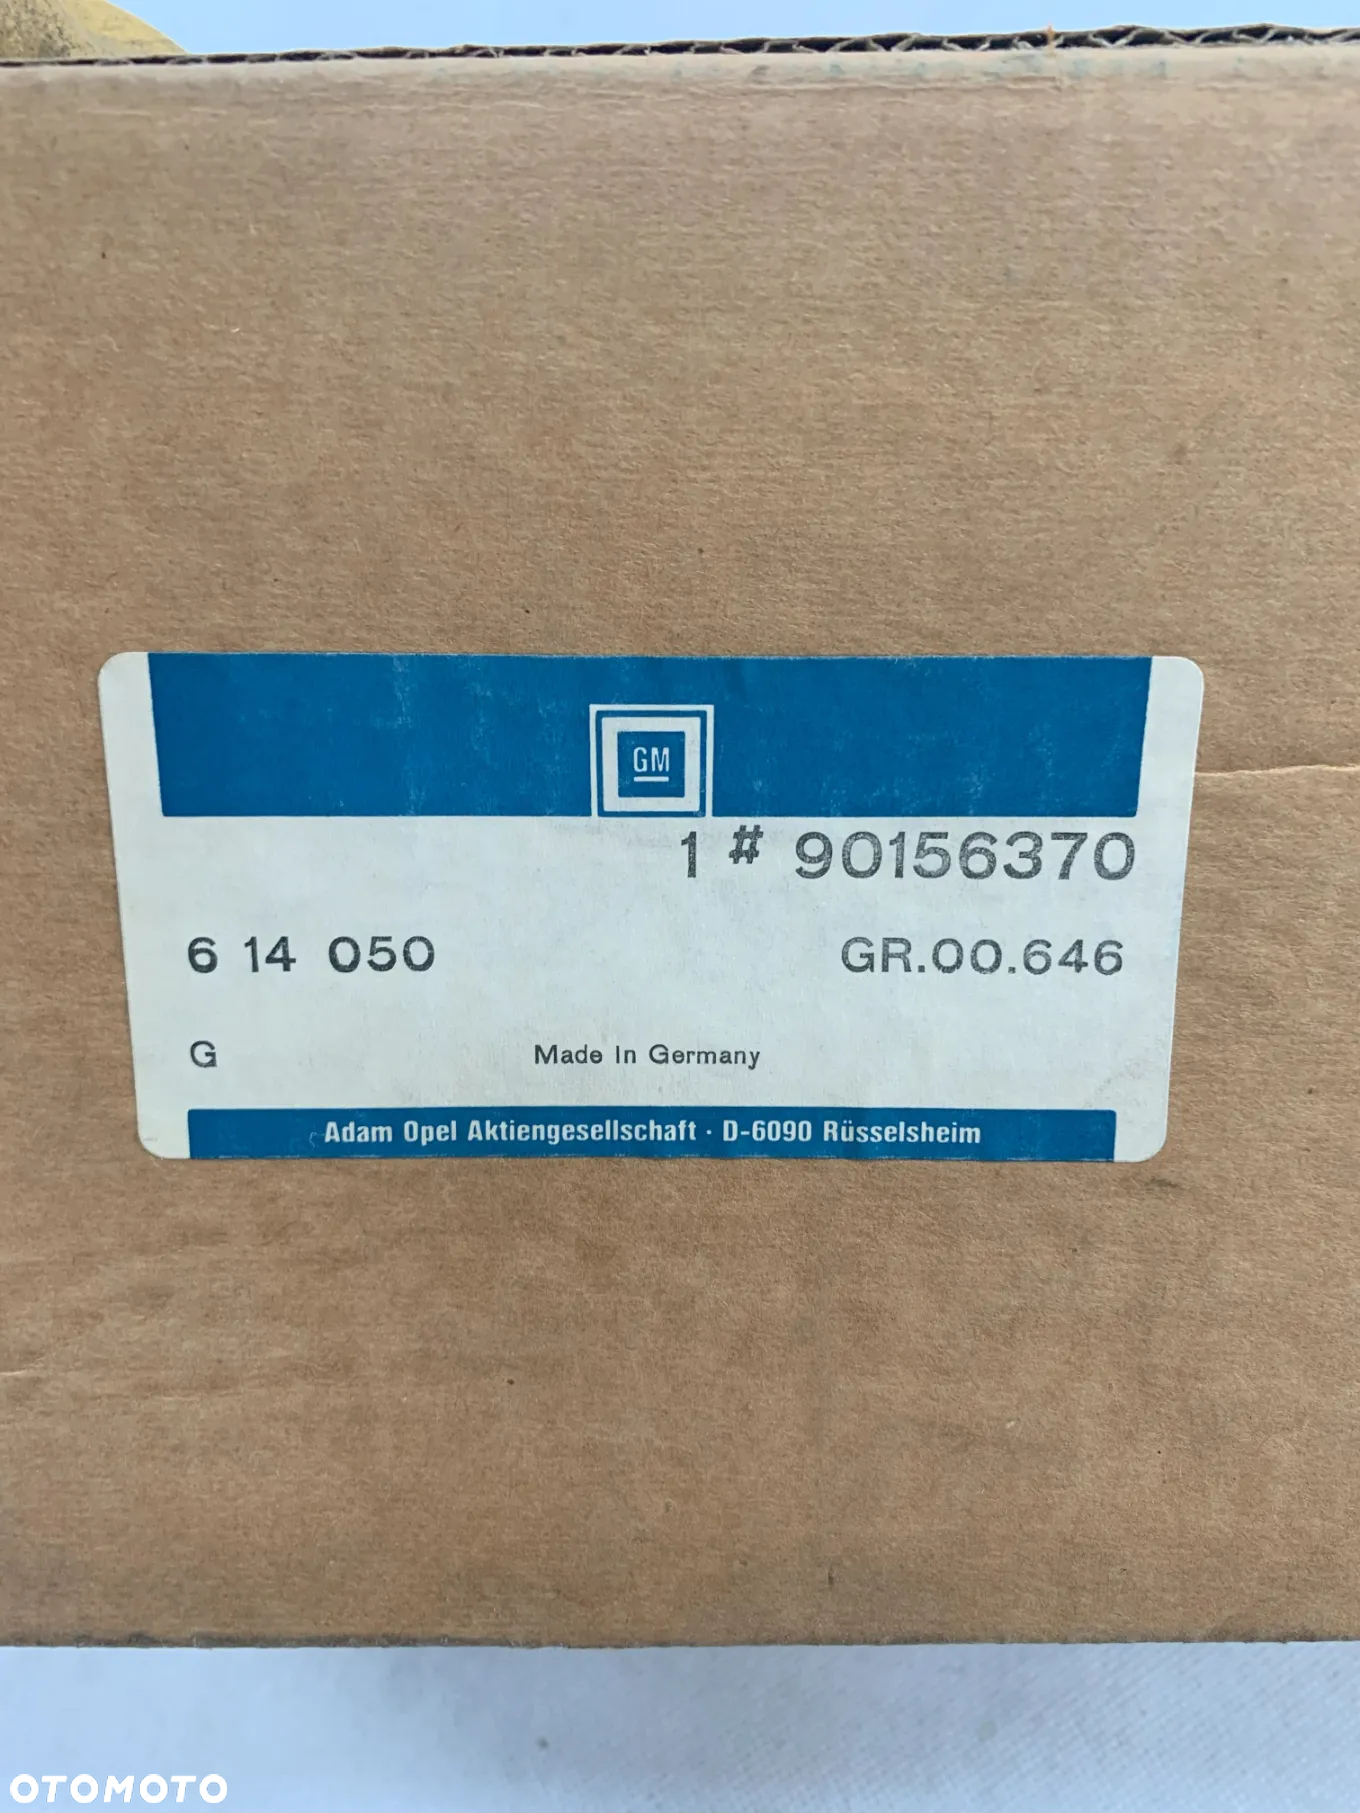 GM
1 # 90156370
6 14 050 GR.00.646
G Made In Germany
Adam Opel Aktiengesellschaft · D-6090 Rüsselsheim
OTOMOTO